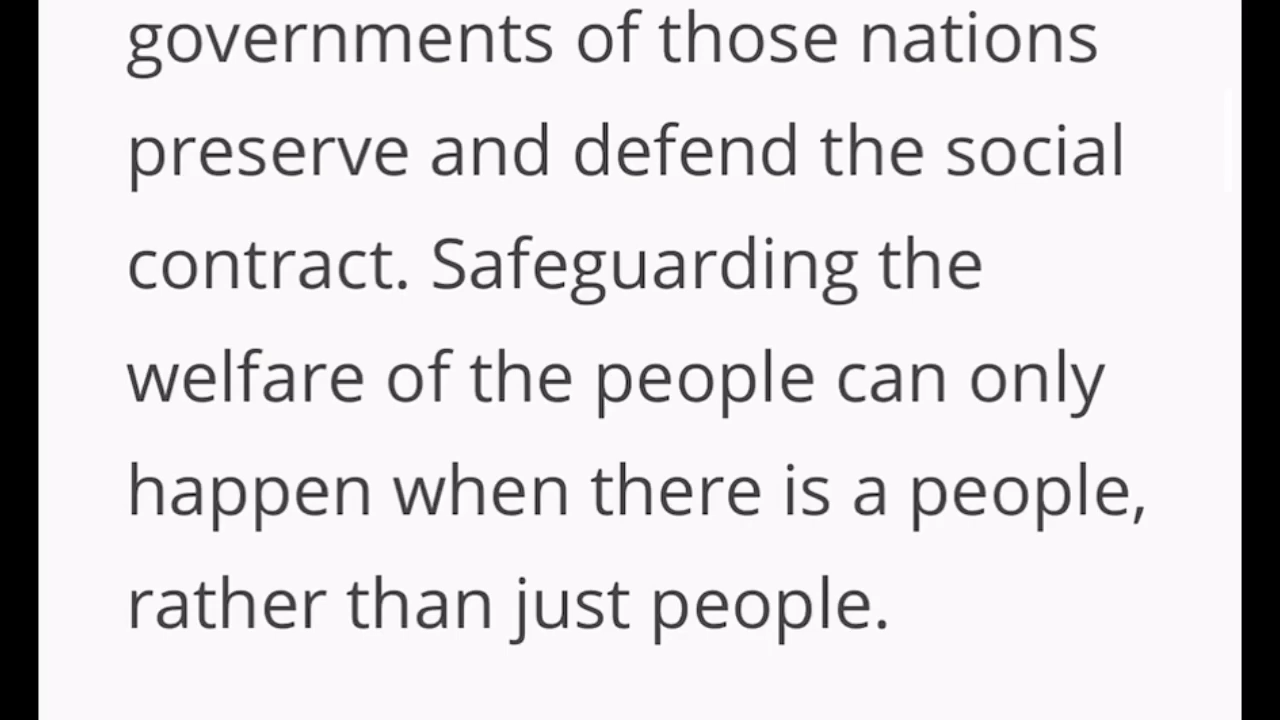 governments of those nations
preserve and defend the social
contract. Safeguarding the
welfare of the people can only
happen when there is a people,
rather than just people.